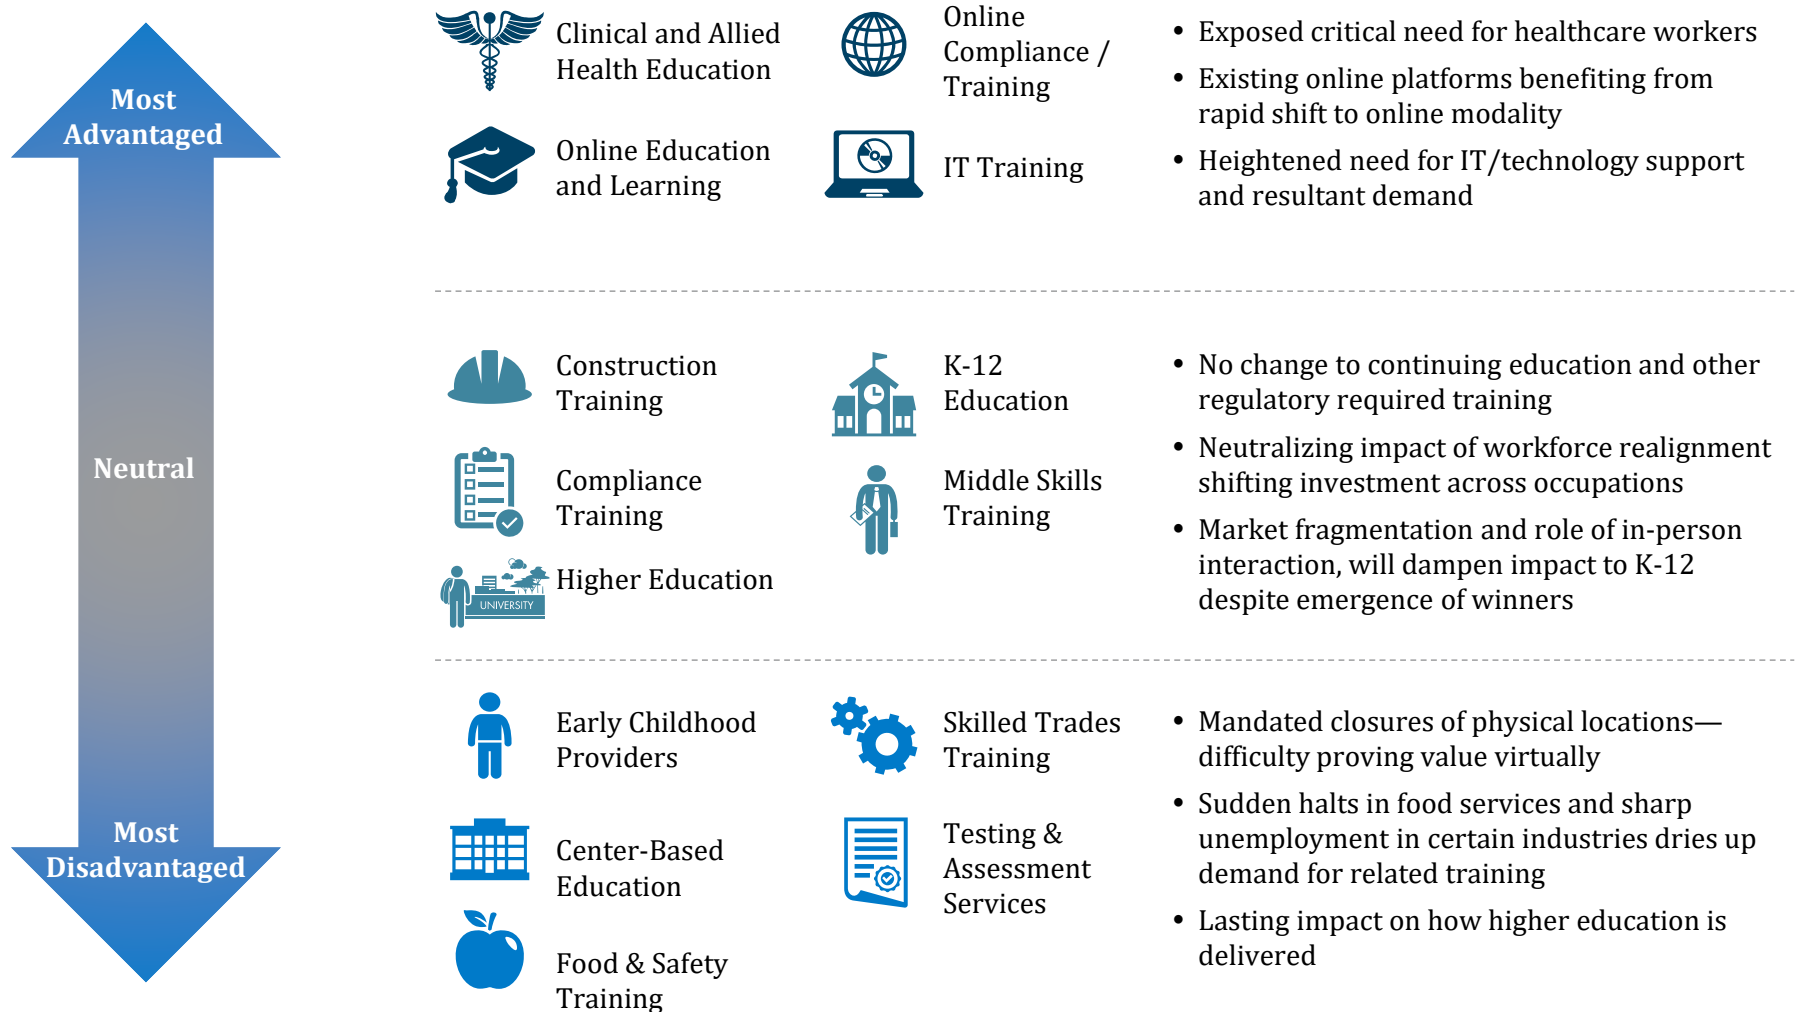 Most
Advantaged
Clinical and Allied
Health Education
Online
Compliance /
Training
Online Education
and Learning
IT Training
• Exposed critical need for healthcare workers
• Existing online platforms benefiting from
rapid shift to online modality
• Heightened need for IT/technology support
and resultant demand
Neutral
Construction
Training
K-12
Education
Compliance
Training
Middle Skills
Training
UNIVERSITY
Higher Education
• No change to continuing education and other
regulatory required training
• Neutralizing impact of workforce realignment
shifting investment across occupations
• Market fragmentation and role of in-person
interaction, will dampen impact to K-12
despite emergence of winners
Most
Disadvantaged
Early Childhood
Providers
Skilled Trades
Training
Center-Based
Education
Testing &
Assessment
Services
Food & Safety
Training
• Mandated closures of physical locations—
difficulty proving value virtually
• Sudden halts in food services and sharp
unemployment in certain industries dries up
demand for related training
• Lasting impact on how higher education is
delivered